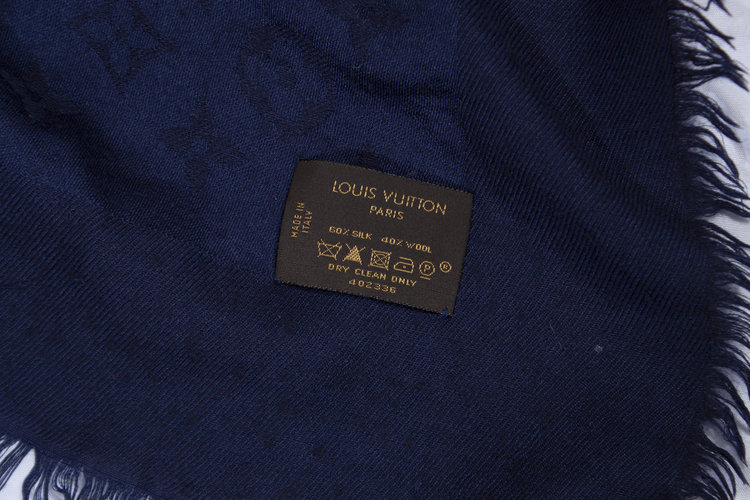 LOUIS VUITTON
PARIS
MADE IN
ITALY
60% SILK 40% WOOL
P ®
DRY CLEAN ONLY
402336